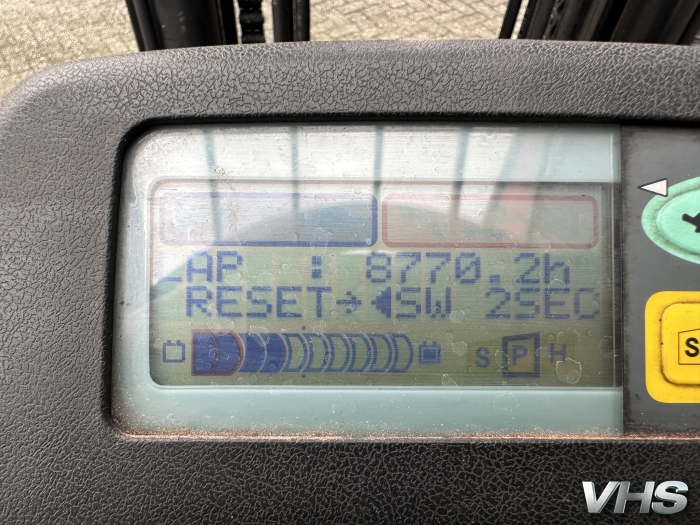 LAP : 8770.2h
RESET→◀SW 2SEC
S P H
S
VHS